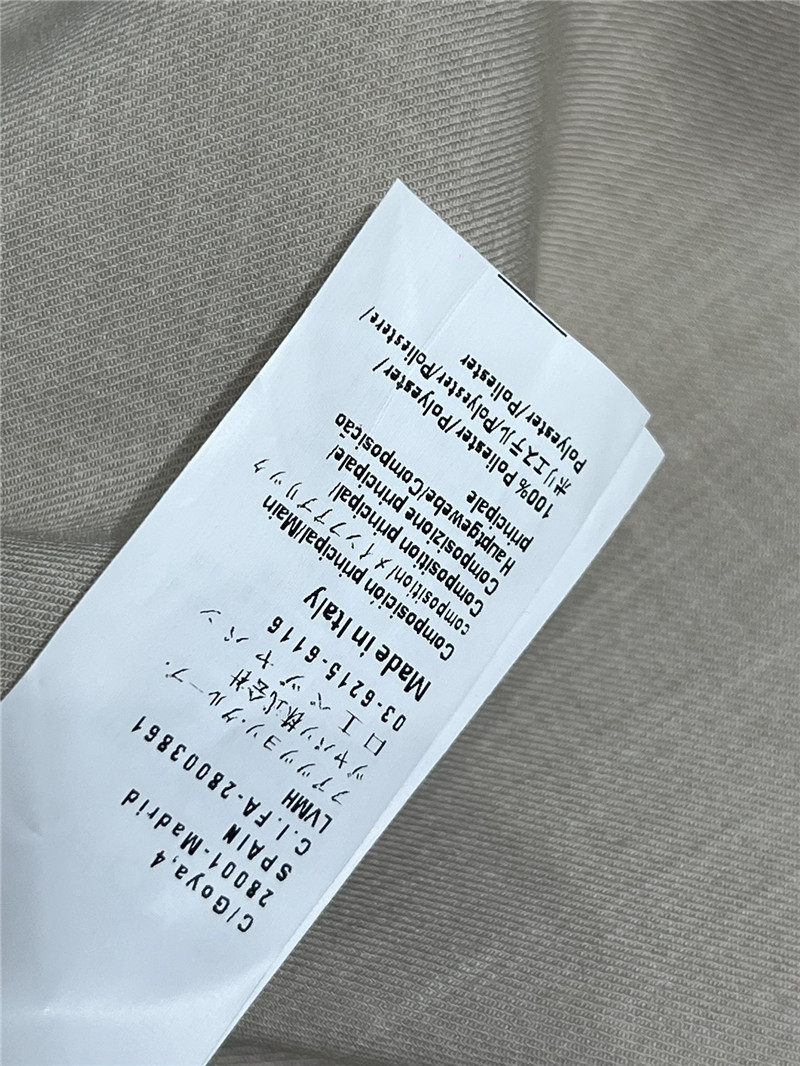 C/Goya,4
28001-Madrid
SPAIN
C.I.FA-28003861
LVMH
ファッション・グループ・
ジャパン株式会社
ロエベジャパン
03-6215-6116
Made in Italy
Composición principal/Main
composition/メインファブリック
Composition principal/
Composizione principale/
Hauptgewebe/Composição
principale
100% Poliester/Polyester/
ポリエステル/Polyester/Poliestere/
Polyester/Poliester